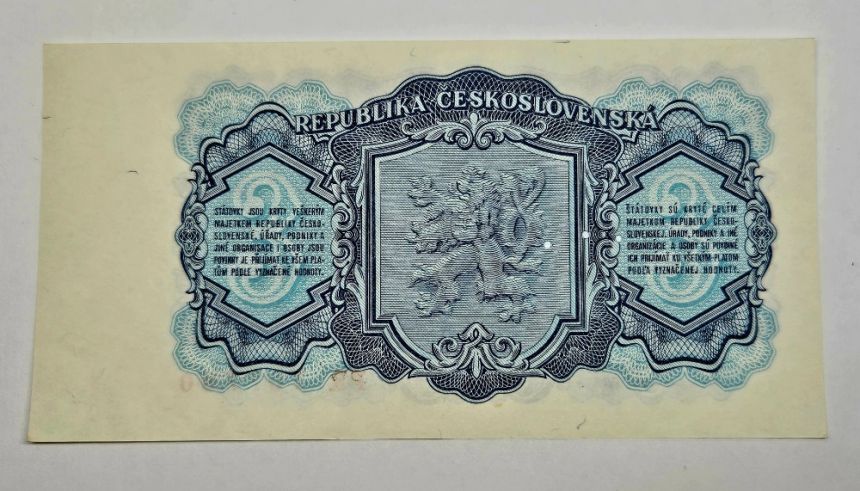 REPUBLIKA ČESKOSLOVENSKÁ
3
STÁTOVKY JSOU KRYTY VEŠKERÝM
MAJETKEM REPUBLIKY ČESKO-
SLOVENSKÉ. ÚŘADY, PODNIKY A
JINÉ ORGANISACE I OSOBY JSOU
POVINNY JE PŘIJÍMAT KE VŠEM PLA-
TŮM PODLE VYZNAČENÉ HODNOTY.
3
ŠTÁTOVKY SÚ KRYTÉ CELÝM
MAJETKOM REPUBLIKY ČESKO-
SLOVENSKEJ. ÚRADY, PODNIKY A INÉ
ORGANIZÁCIE A OSOBY SÚ POVINNÉ
ICH PRIJÍMAŤ KU VŠETKÝM PLATOM
PODĽA VYZNAČENEJ HODNOTY.